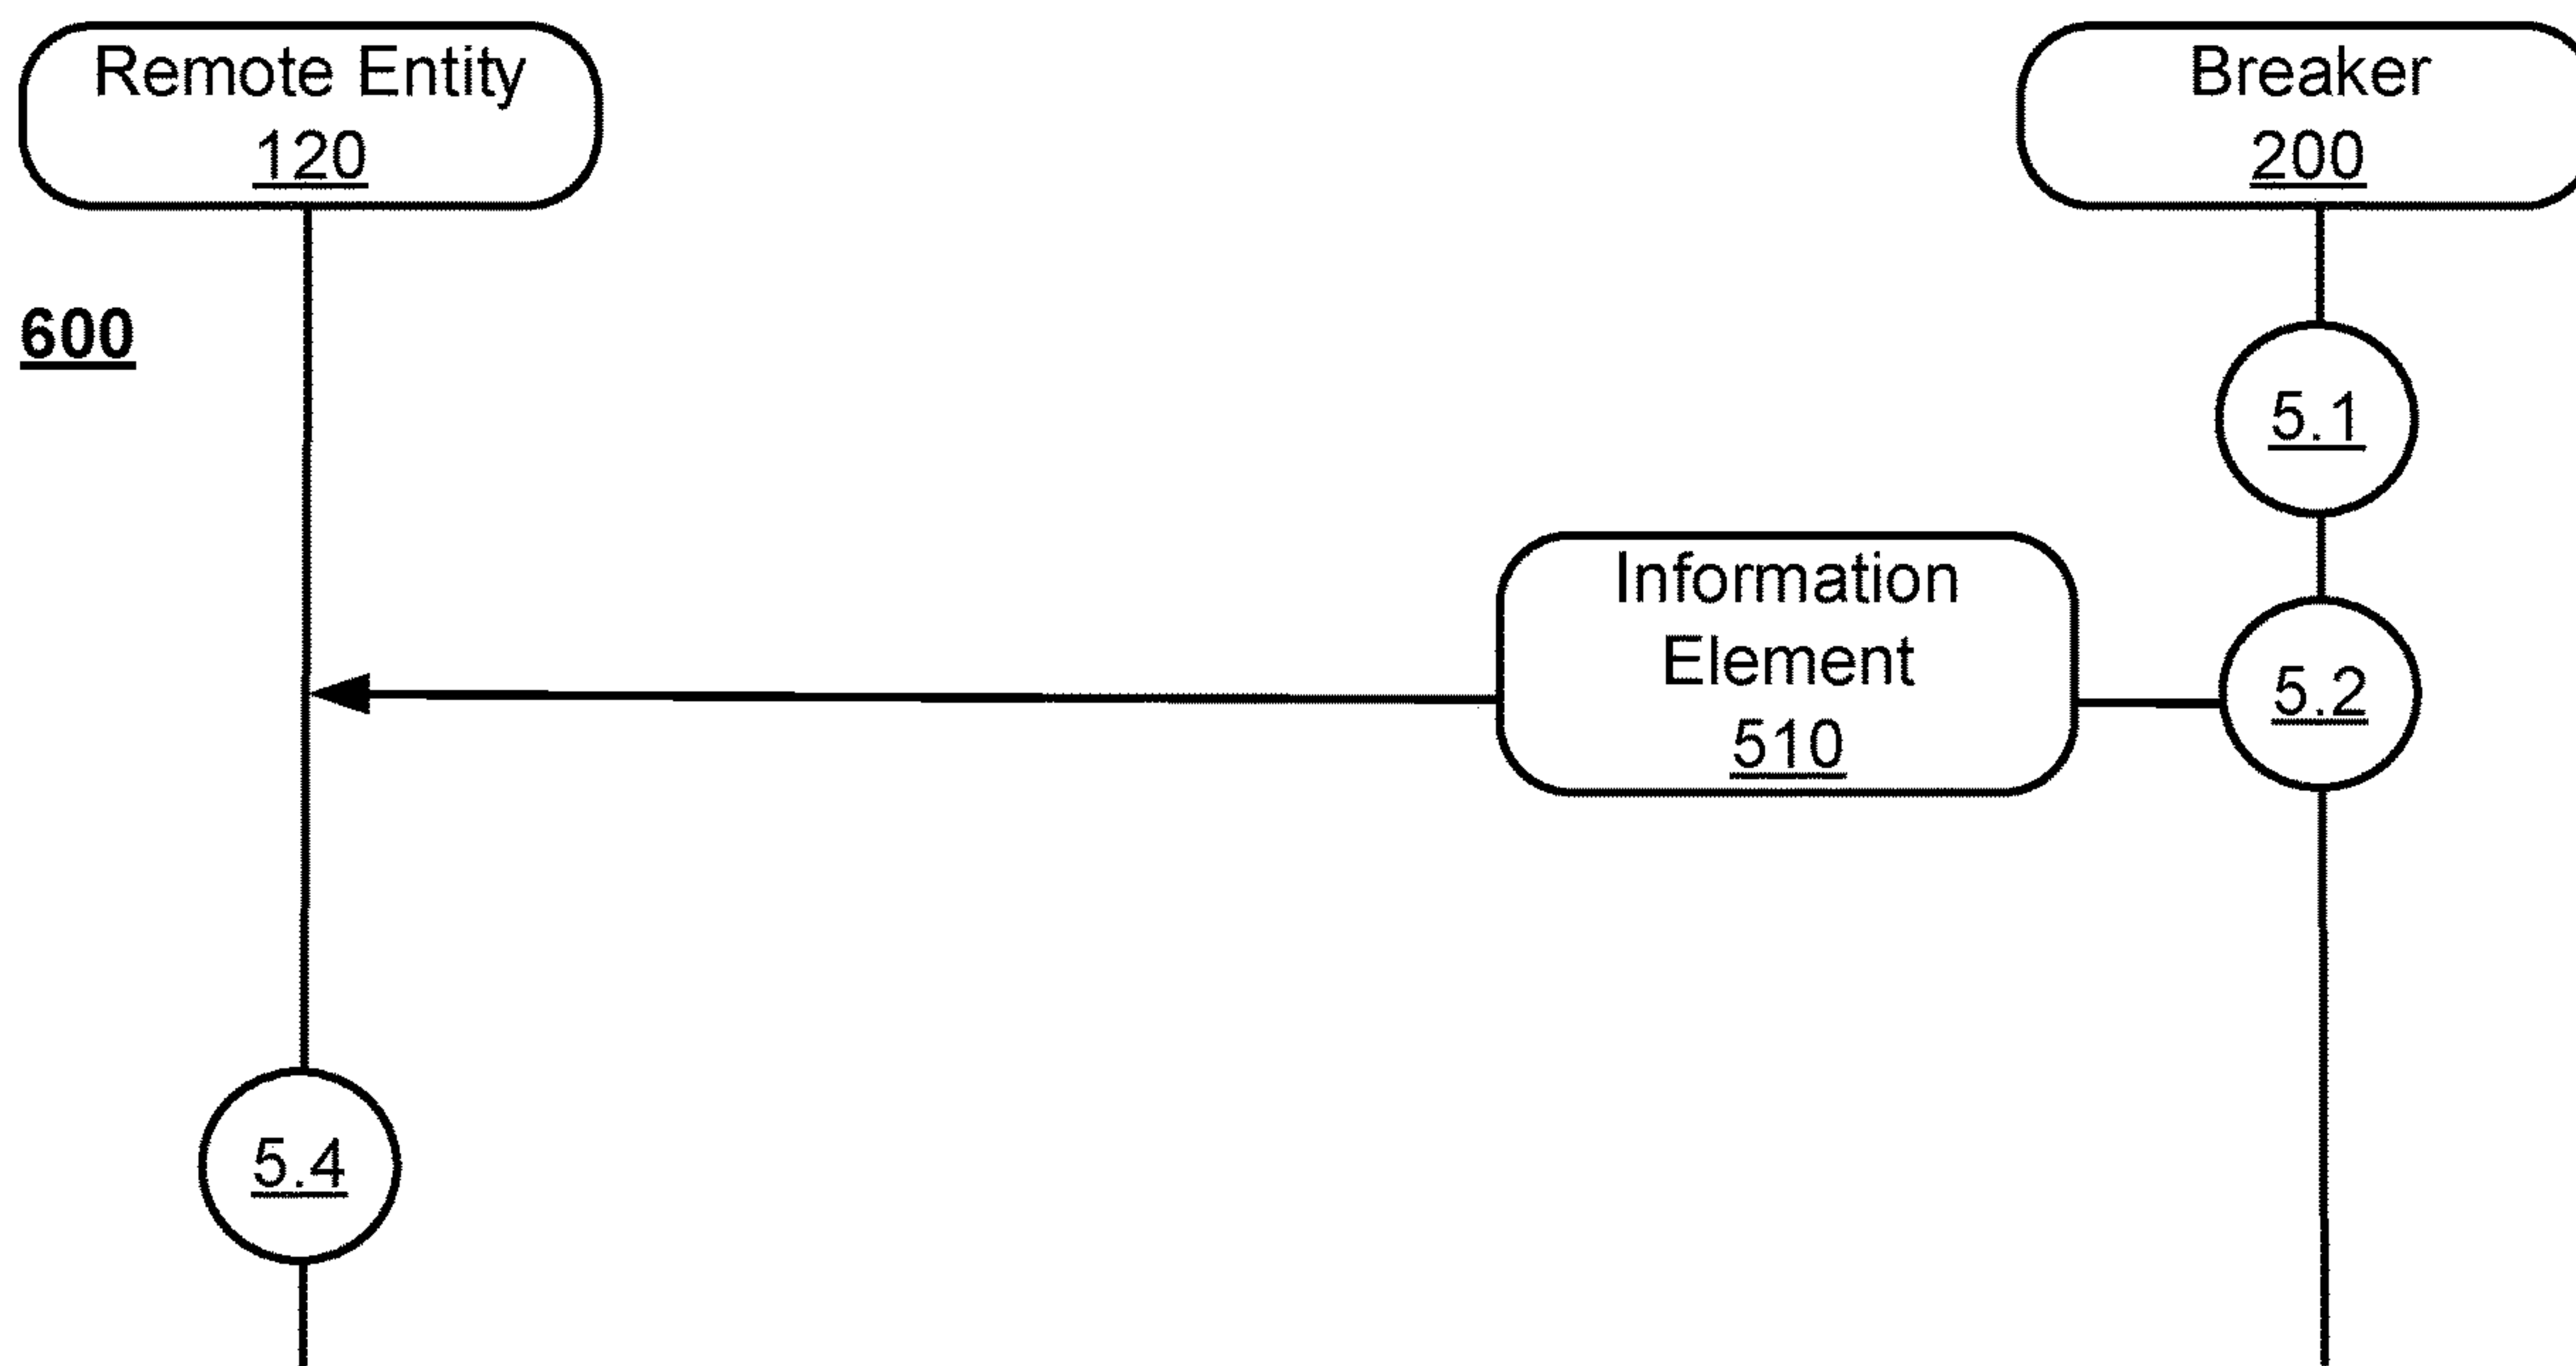 Remote Entity
120
Breaker
200
600
5.1
Information
Element
510
5.2
5.4